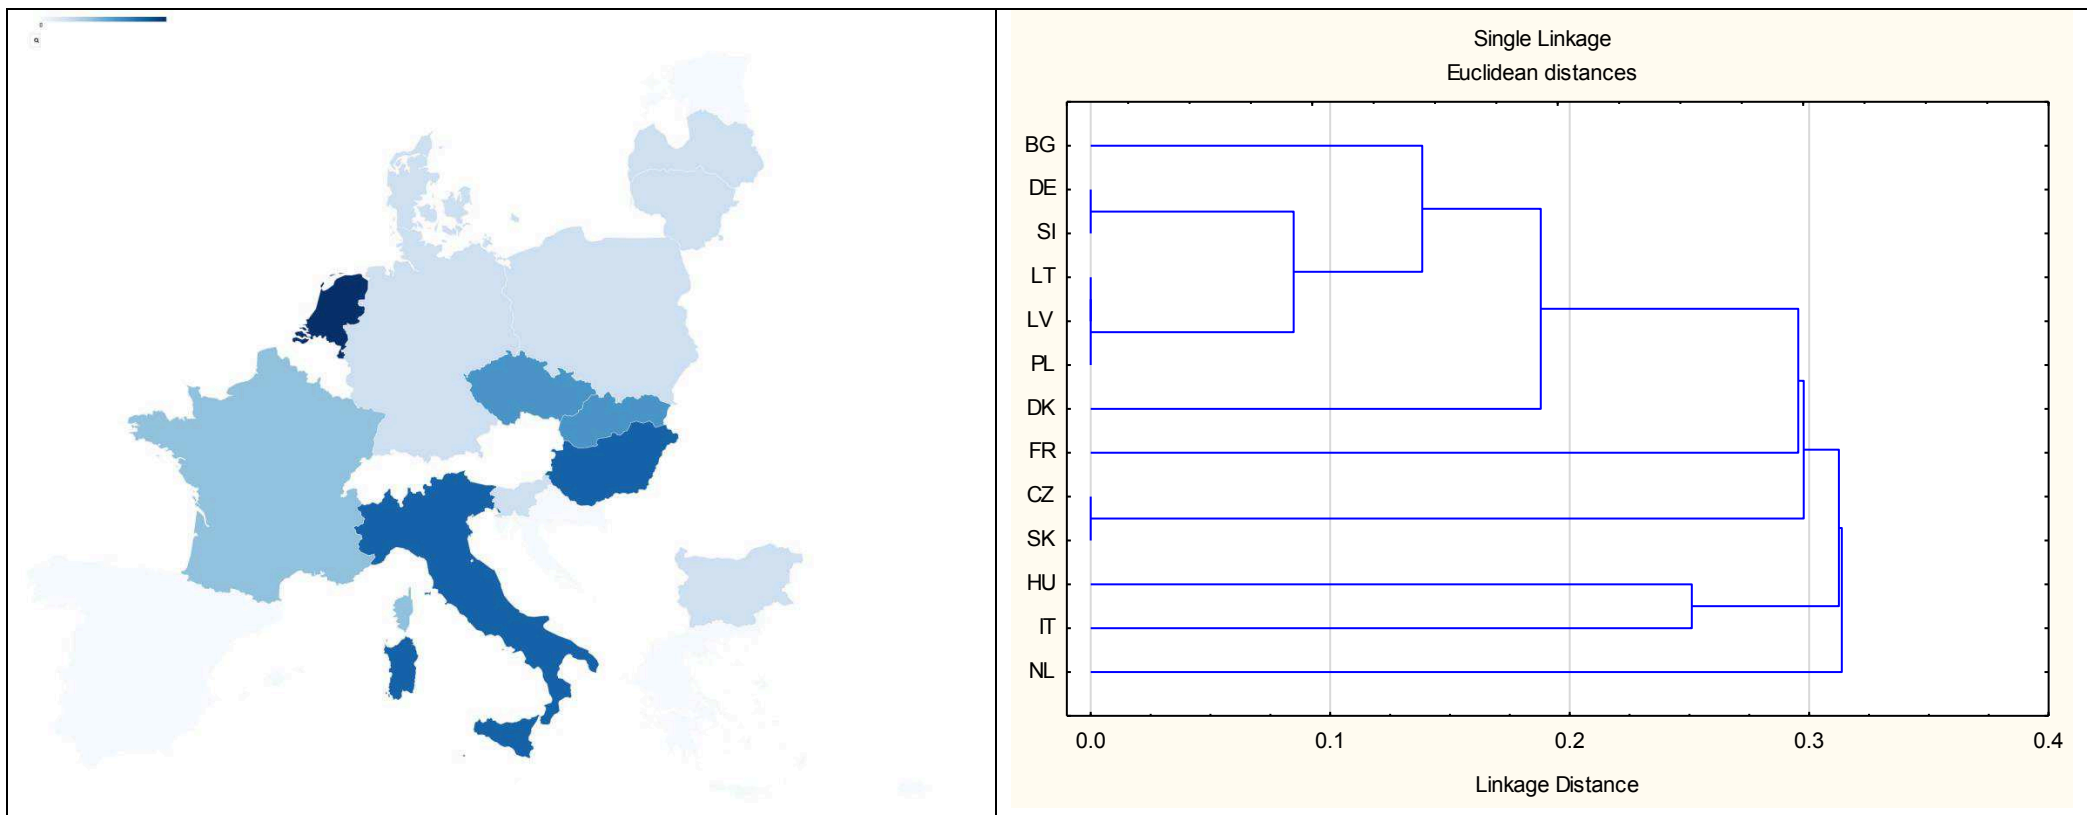 Single Linkage
Euclidean distances
BG
DE
SI
LT
LV
PL
DK
FR
CZ
SK
HU
IT
NL
0.0 0.1 0.2 0.3 0.4
Linkage Distance